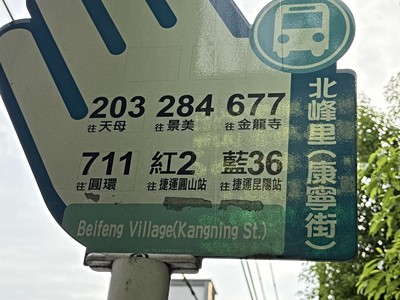 203 284 677
往天母 往景美 往金龍寺
711 紅2 藍36
往圓環 往捷運圓山站 往捷運昆陽站
Beifeng Village(Kangning St.)
北峰里(康寧街)